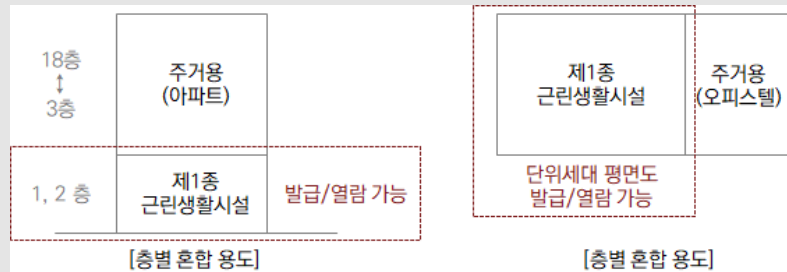 18층
↕
3층
주거용
(아파트)
1, 2 층
제1종
근린생활시설
발급/열람 가능
[층별 혼합 용도]
제1종
근린생활시설
주거용
(오피스텔)
단위세대 평면도
발급/열람 가능
[층별 혼합 용도]